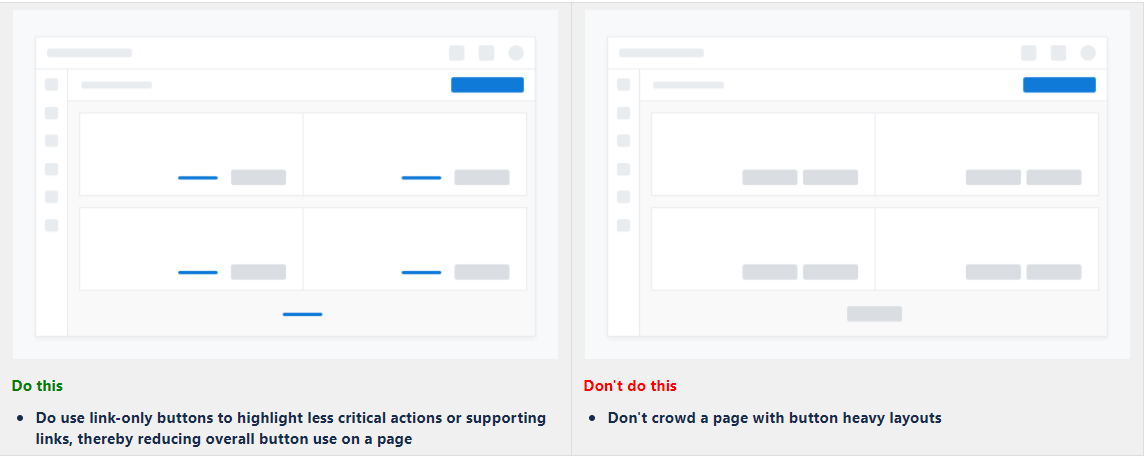 Do this
• Do use link-only buttons to highlight less critical actions or supporting
links, thereby reducing overall button use on a page
Don't do this
• Don't crowd a page with button heavy layouts